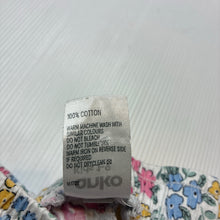 100% COTTON
WARM MACHINE WASH WITH
SIMILAR COLOURS
DO NOT BLEACH
DO NOT TUMBLE DRY
WARM IRON ON REVERSE SIDE
IF REQUIRED
DO NOT DRYCLEAN